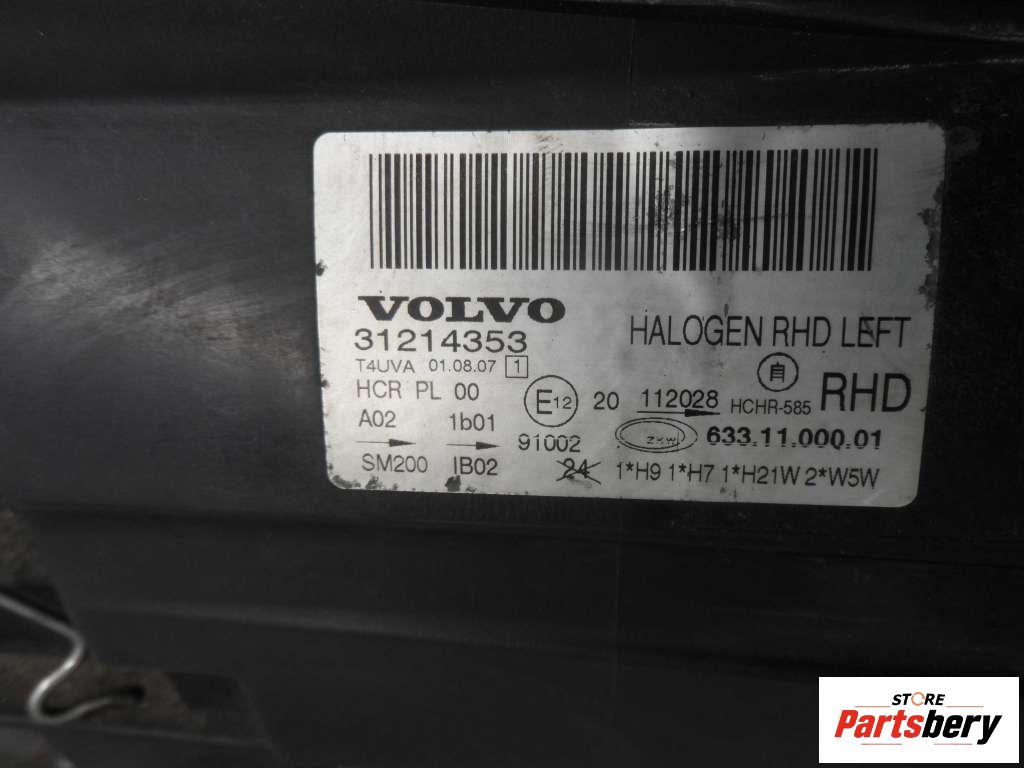 VOLVO
31214353
HALOGEN RHD LEFT
T4UVA 01.08.07 1
自
HCR PL 00
E12 20 112028 HCHR-585 RHD
A02 1b01
91002 ZKW 633.11.000.01
SM200 IB02 24 1*H9 1*H7 1*H21W 2*W5W
STORE
Partsbery